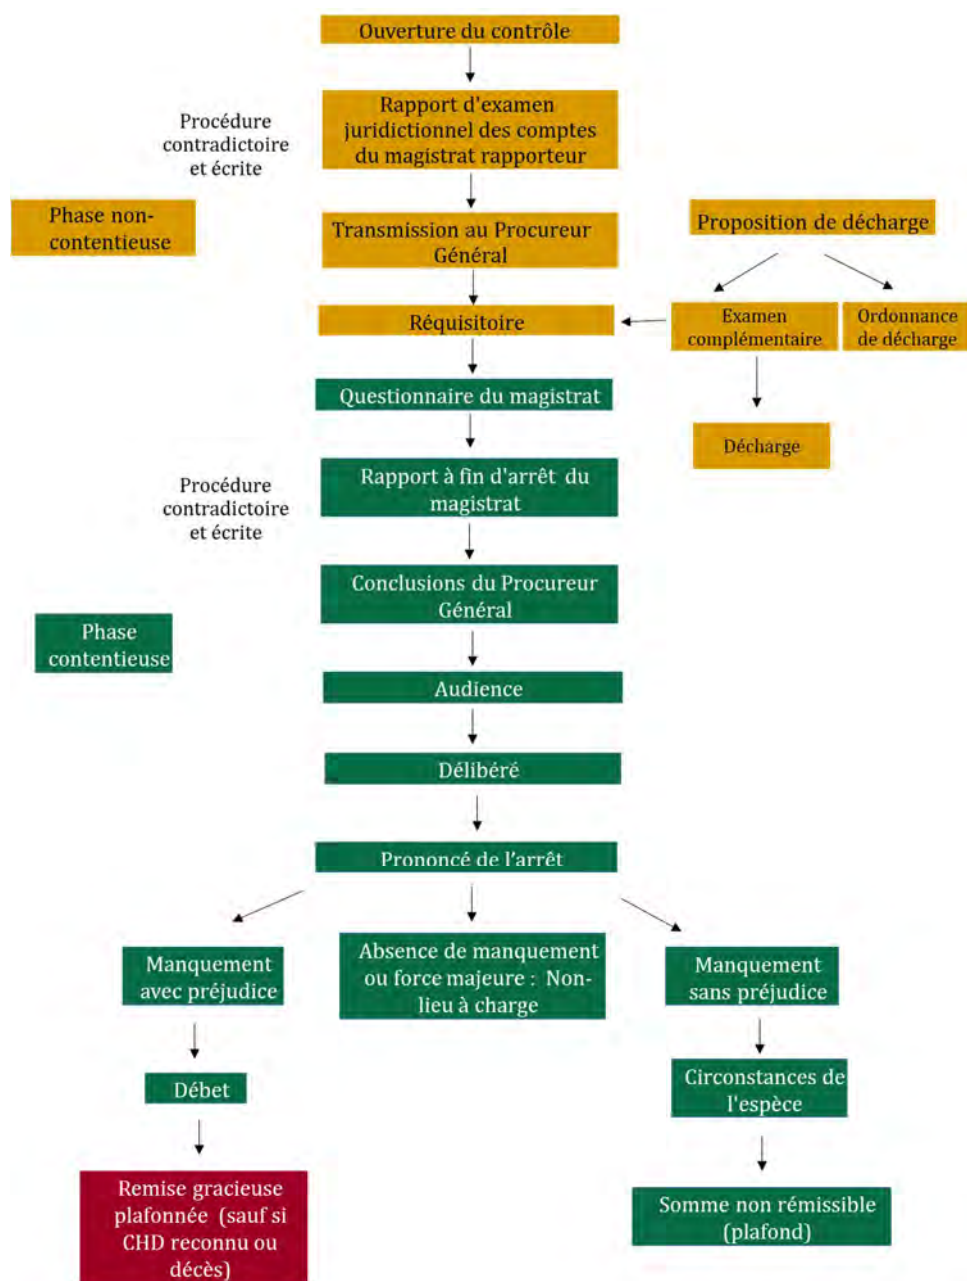 Ouverture du contrôle
Procédure
contradictoire
et écrite
Rapport d'examen
juridictionnel des comptes
du magistrat rapporteur
Phase non-
contentieuse
Transmission au Procureur
Général
Proposition de décharge
Réquisitoire
Examen
complémentaire
Ordonnance
de décharge
Questionnaire du magistrat
Décharge
Procédure
contradictoire
et écrite
Rapport à fin d'arrêt du
magistrat
Conclusions du Procureur
Général
Phase
contentieuse
Audience
Délibéré
Prononcé de l'arrêt
Manquement
avec préjudice
Absence de manquement
ou force majeure : Non-
lieu à charge
Manquement
sans préjudice
Débet
Circonstances de
l'espèce
Remise gracieuse
plafonnée (sauf si
CHD reconnu ou
décès)
Somme non rémissible
(plafond)